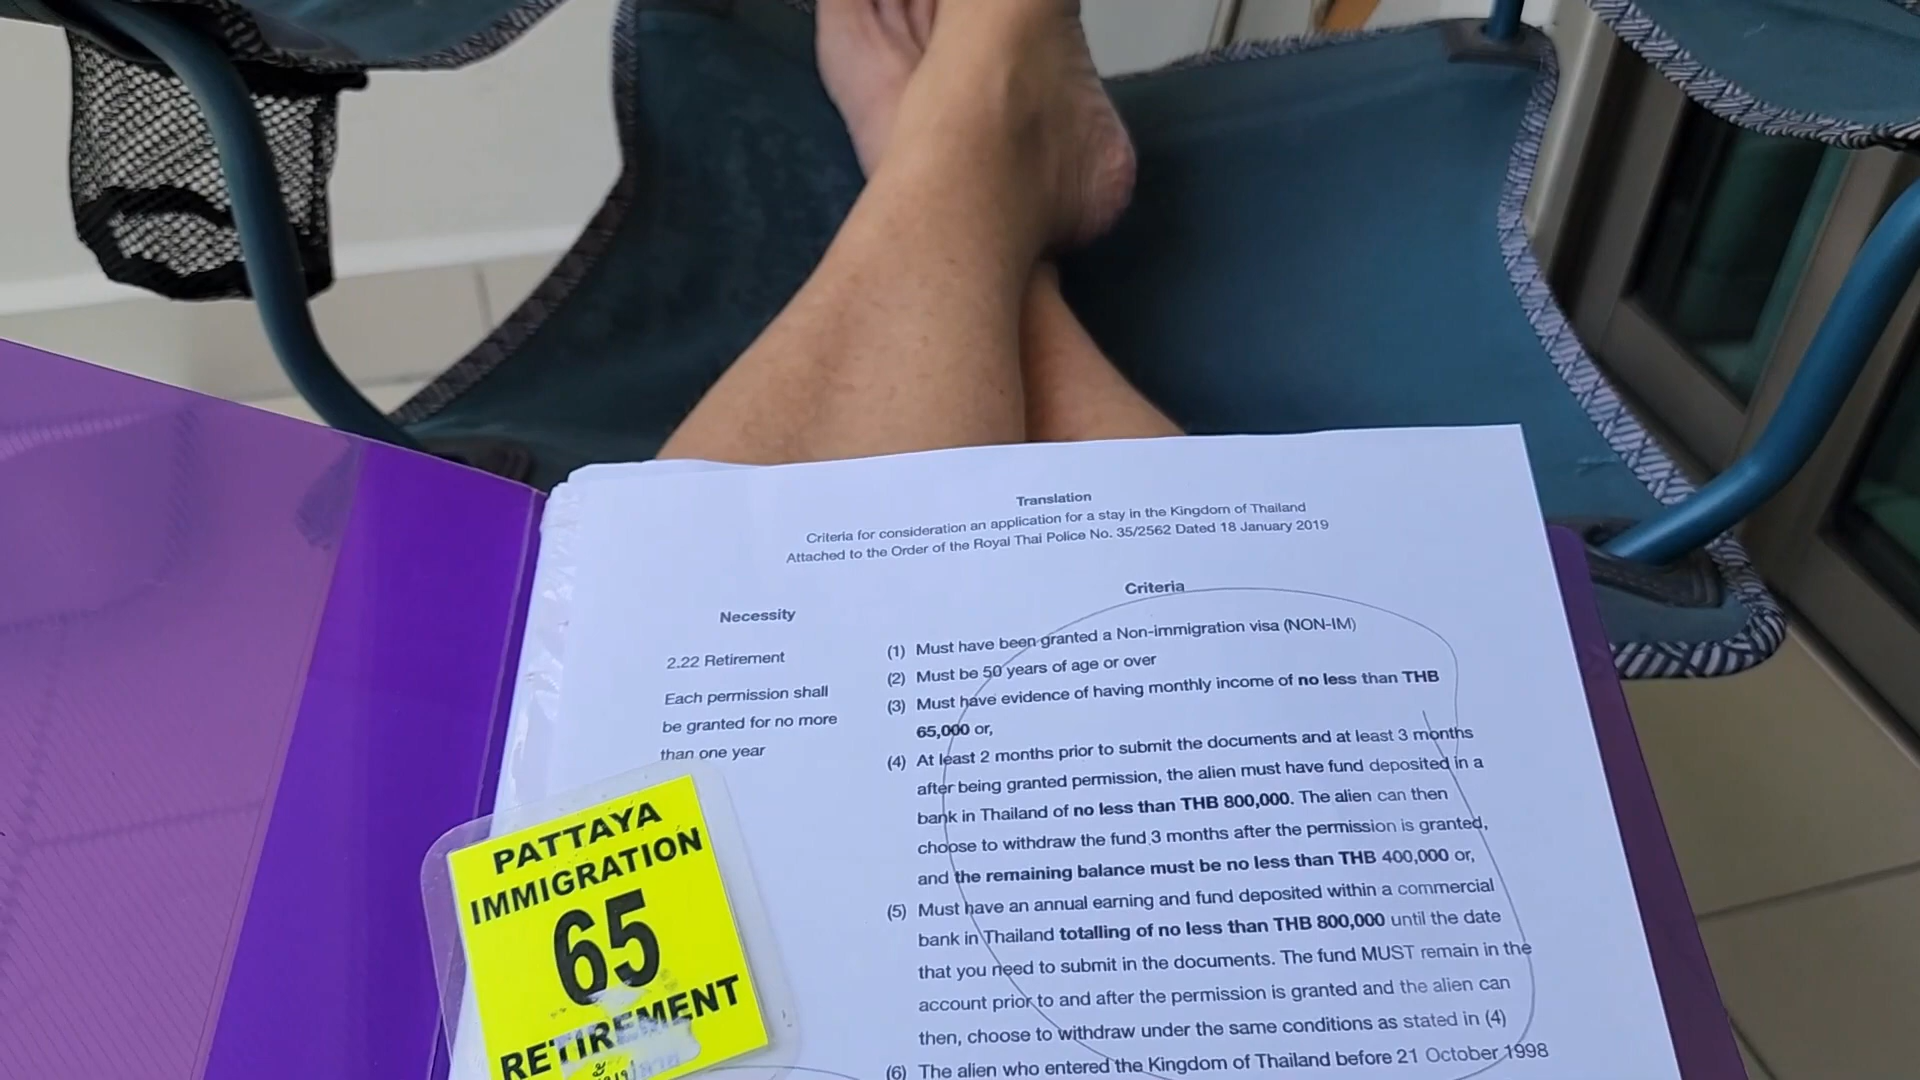 Translation
Criteria for consideration an application for a stay in the Kingdom of Thailand
Attached to the Order of the Royal Thai Police No. 35/2562 Dated 18 January 2019
Necessity
Criteria
2.22 Retirement
Each permission shall
be granted for no more
than one year
(1) Must have been granted a Non-immigration visa (NON-IM)
(2) Must be 50 years of age or over
(3) Must have evidence of having monthly income of no less than THB
65,000 or,
(4) At least 2 months prior to submit the documents and at least 3 months
after being granted permission, the alien must have fund deposited in a
bank in Thailand of no less than THB 800,000. The alien can then
choose to withdraw the fund 3 months after the permission is granted,
and the remaining balance must be no less than THB 400,000 or,
(5) Must have an annual earning and fund deposited within a commercial
bank in Thailand totalling of no less than THB 800,000 until the date
that you need to submit in the documents. The fund MUST remain in the
account prior to and after the permission is granted and the alien can
then, choose to withdraw under the same conditions as stated in (4)
(6) The alien who entered the Kingdom of Thailand before 21 October 1998
PATTAYA
IMMIGRATION
65
RETIREMENT